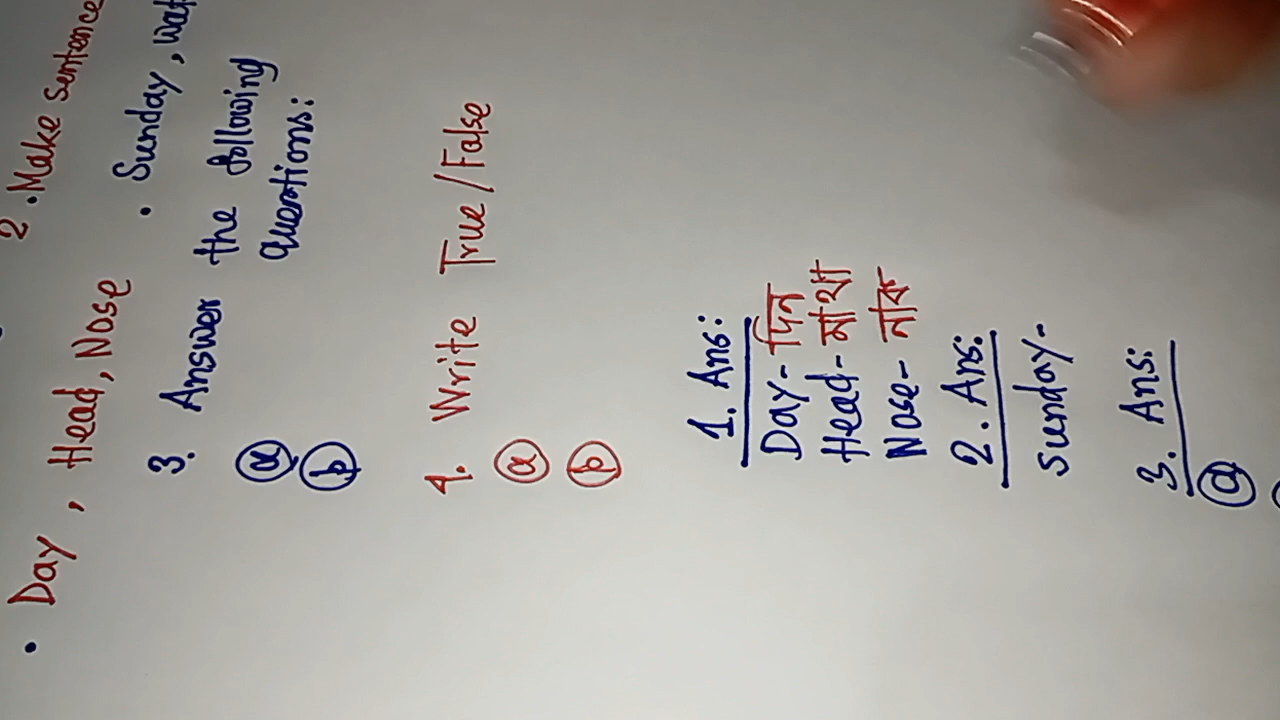 2. Make sentence
• Day, Head, Nose
• Sunday, wat
3. Answer the following
questions:
a
b
4. Write True/False
a
b
1. Ans:
Day - দিন
Head - মাথা
Nose - নাক
2. Ans:
Sunday -
3. Ans:
a